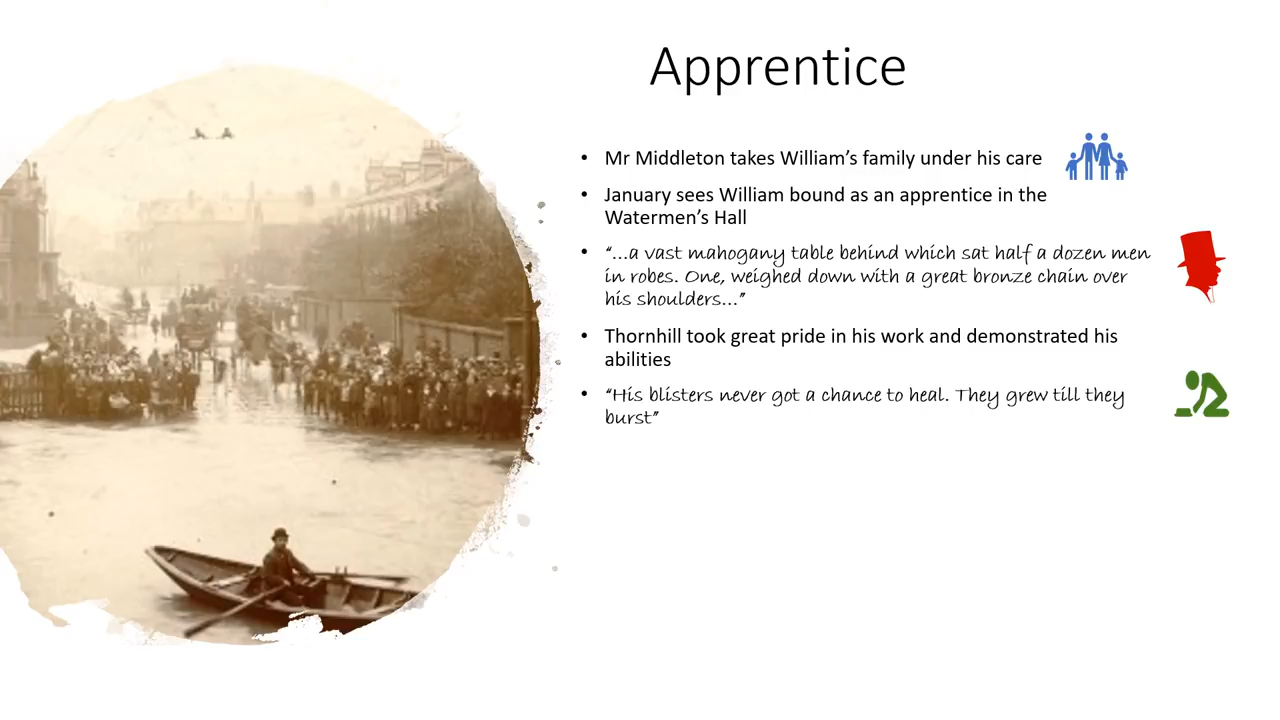 Apprentice
• Mr Middleton takes William’s family under his care
• January sees William bound as an apprentice in the
Watermen’s Hall
• “…a vast mahogany table behind which sat half a dozen men
in robes. One, weighed down with a great bronze chain over
his shoulders…”
• Thornhill took great pride in his work and demonstrated his
abilities
• “His blisters never got a chance to heal. They grew till they
burst”